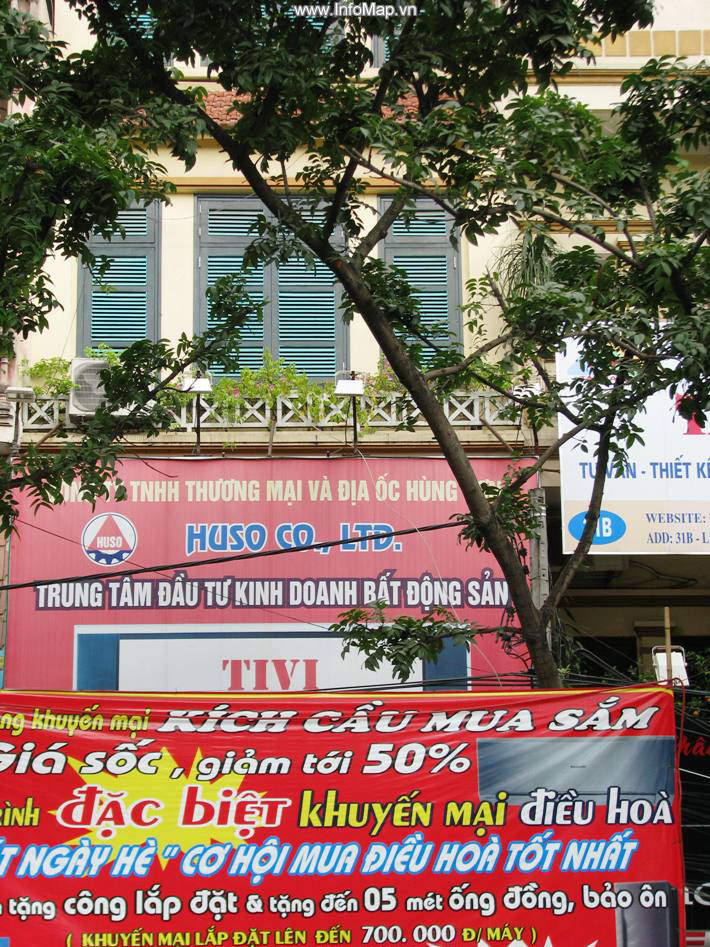 www.InfoMap.vn
TNHH THƯƠNG MẠI VÀ ĐỊA ỐC HÙNG
HUSO
HUSO CO., LTD.
TRUNG TÂM ĐẦU TƯ KINH DOANH BẤT ĐỘNG SẢN
TIVI
TƯ VẤN - THIẾT KẾ
31B
WEBSITE:
ADD: 31B - L
khuyến mại KÍCH CẦU MUA SẮM
Giá sốc, giảm tới 50%
đặc biệt khuyến mại điều hoà
NGÀY HÈ " CƠ HỘI MUA ĐIỀU HOÀ TỐT NHẤT
tặng công lắp đặt & tặng đến 05 mét ống đồng, bảo ôn
( KHUYẾN MẠI LẮP ĐẶT LÊN ĐẾN 700. 000 Đ/ MÁY )